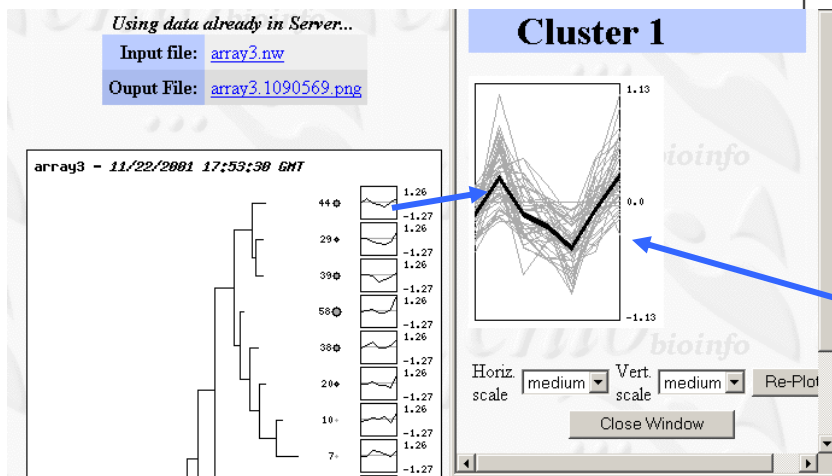 Using data already in Server...
Input file: array3.nw
Ouput File: array3.1090569.png
array3 - 11/22/2001 17:53:30 GMT
44 1.26
-1.27
29 1.26
-1.27
39 1.26
-1.27
58 1.26
-1.27
38 1.26
-1.27
20 1.26
-1.27
10 1.26
-1.27
7 1.26
-1.27
Cluster 1
1.13
0.0
-1.13
bioinfo
bioinfo
Horiz. scale medium Vert. scale medium Re-Plot
Close Window